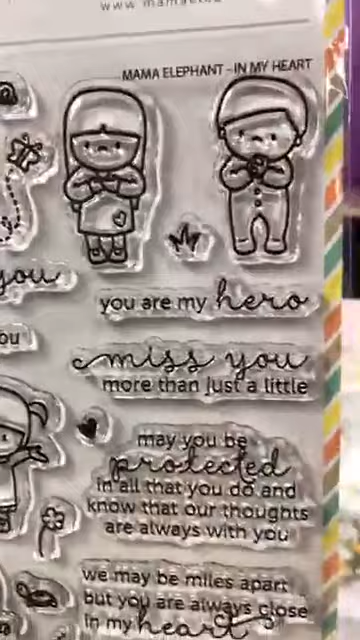 MAMA ELEPHANT - IN MY HEART
you
you are my hero
ou
miss you
more than just a little
may you be
protected
in all that you do and
know that our thoughts
are always with you
we may be miles apart
but you are always close
in my heart